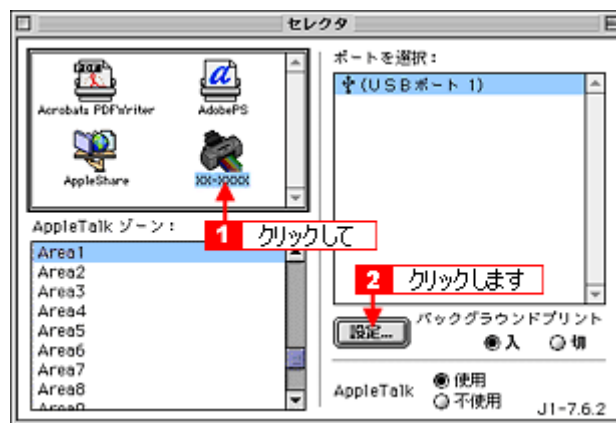 セレクタ
Acrobats PDFWriter
AdobePS
AppleShare
XX-XXXX
AppleTalk ゾーン：
Area1
Area2
Area3
Area4
Area5
Area6
Area7
Area8
Area9
1 クリックして
ポートを選択：
(USBポート 1)
2 クリックします
設定...
バックグラウンドプリント
入 切
AppleTalk
使用
不使用
J1-7.6.2